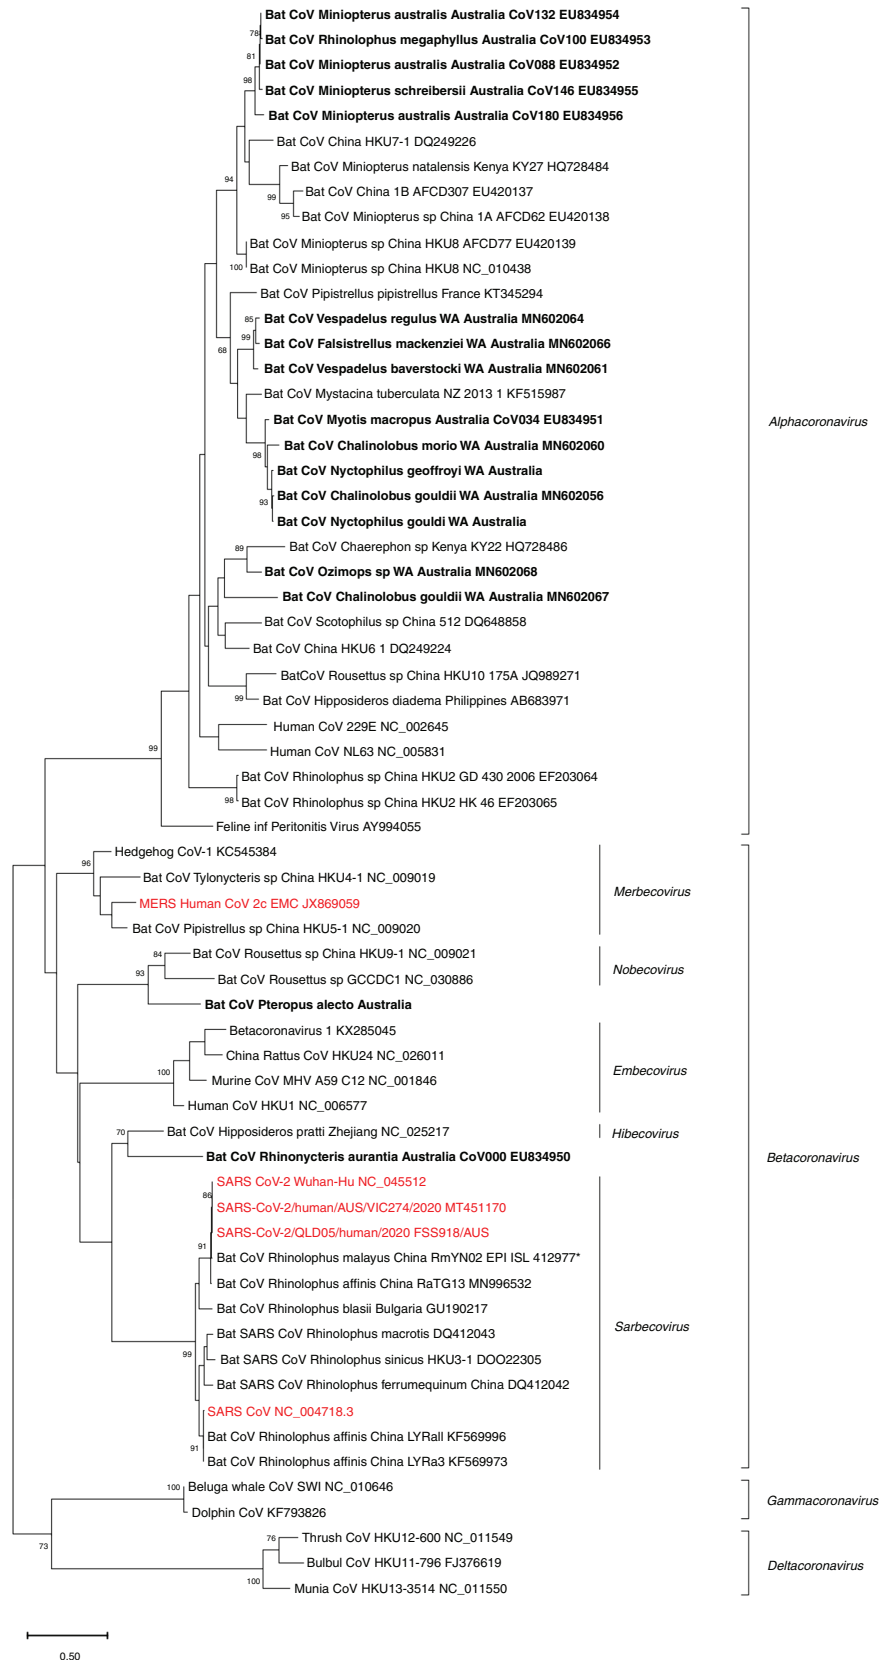 Bat CoV Miniopterus australis Australia CoV132 EU834954
78
Bat CoV Rhinolophus megaphyllus Australia CoV100 EU834953
81
Bat CoV Miniopterus australis Australia CoV088 EU834952
98
Bat CoV Miniopterus schreibersii Australia CoV146 EU834955
Bat CoV Miniopterus australis Australia CoV180 EU834956
Bat CoV China HKU7-1 DQ249226
94
Bat CoV Miniopterus natalensis Kenya KY27 HQ728484
99
Bat CoV China 1B AFCD307 EU420137
95
Bat CoV Miniopterus sp China 1A AFCD62 EU420138
Bat CoV Miniopterus sp China HKU8 AFCD77 EU420139
100
Bat CoV Miniopterus sp China HKU8 NC_010438
Bat CoV Pipistrellus pipistrellus France KT345294
85
Bat CoV Vespadelus regulus WA Australia MN602064
99
Bat CoV Falsistrellus mackenziei WA Australia MN602066
68
Bat CoV Vespadelus baverstocki WA Australia MN602061
Bat CoV Mystacina tuberculata NZ 2013 1 KF515987
Bat CoV Myotis macropus Australia CoV034 EU834951
Alphacoronavirus
Bat CoV Chalinolobus morio WA Australia MN602060
98
Bat CoV Nyctophilus geoffroyi WA Australia
Bat CoV Chalinolobus gouldii WA Australia MN602056
93
Bat CoV Nyctophilus gouldi WA Australia
89
Bat CoV Chaerephon sp Kenya KY22 HQ728486
Bat CoV Ozimops sp WA Australia MN602068
Bat CoV Chalinolobus gouldii WA Australia MN602067
Bat CoV Scotophilus sp China 512 DQ648858
Bat CoV China HKU6 1 DQ249224
BatCoV Rousettus sp China HKU10 175A JQ989271
99
Bat CoV Hipposideros diadema Philippines AB683971
Human CoV 229E NC_002645
99
Human CoV NL63 NC_005831
Bat CoV Rhinolophus sp China HKU2 GD 430 2006 EF203064
98
Bat CoV Rhinolophus sp China HKU2 HK 46 EF203065
Feline inf Peritonitis Virus AY994055
Hedgehog CoV-1 KC545384
96
Bat CoV Tylonycteris sp China HKU4-1 NC_009019
Merbecovirus
MERS Human CoV 2c EMC JX869059
Bat CoV Pipistrellus sp China HKU5-1 NC_009020
84
Bat CoV Rousettus sp China HKU9-1 NC_009021
93
Nobecovirus
Bat CoV Rousettus sp GCCDC1 NC_030886
Bat CoV Pteropus alecto Australia
Betacoronavirus 1 KX285045
China Rattus CoV HKU24 NC_026011
100
Embecovirus
Murine CoV MHV A59 C12 NC_001846
Human CoV HKU1 NC_006577
70
Bat CoV Hipposideros pratti Zhejiang NC_025217
Hibecovirus
Bat CoV Rhinonycteris aurantia Australia CoV000 EU834950
Betacoronavirus
SARS CoV-2 Wuhan-Hu NC_045512
86
SARS-CoV-2/human/AUS/VIC274/2020 MT451170
SARS-CoV-2/QLD05/human/2020 FSS918/AUS
91
Bat CoV Rhinolophus malayus China RmYN02 EPI ISL 412977*
Bat CoV Rhinolophus affinis China RaTG13 MN996532
Bat CoV Rhinolophus blasii Bulgaria GU190217
Sarbecovirus
Bat SARS CoV Rhinolophus macrotis DQ412043
99
Bat SARS CoV Rhinolophus sinicus HKU3-1 DOO22305
Bat SARS CoV Rhinolophus ferrumequinum China DQ412042
SARS CoV NC_004718.3
Bat CoV Rhinolophus affinis China LYRall KF569996
91
Bat CoV Rhinolophus affinis China LYRa3 KF569973
100
Beluga whale CoV SWI NC_010646
Gammacoronavirus
Dolphin CoV KF793826
76
Thrush CoV HKU12-600 NC_011549
73
Bulbul CoV HKU11-796 FJ376619
Deltacoronavirus
100
Munia CoV HKU13-3514 NC_011550
0.50